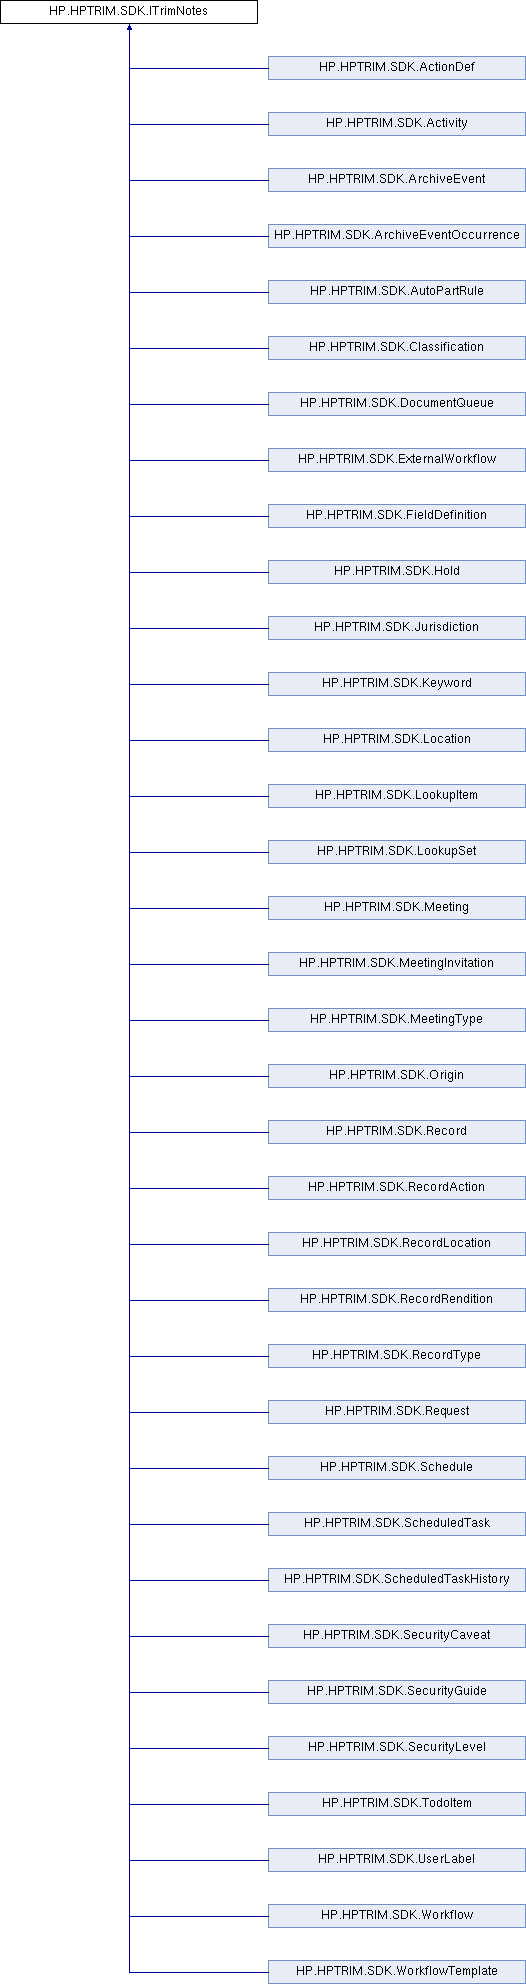 HP.HPTRIM.SDK.ITrimNotes
HP.HPTRIM.SDK.ActionDef
HP.HPTRIM.SDK.Activity
HP.HPTRIM.SDK.ArchiveEvent
HP.HPTRIM.SDK.ArchiveEventOccurrence
HP.HPTRIM.SDK.AutoPartRule
HP.HPTRIM.SDK.Classification
HP.HPTRIM.SDK.DocumentQueue
HP.HPTRIM.SDK.ExternalWorkflow
HP.HPTRIM.SDK.FieldDefinition
HP.HPTRIM.SDK.Hold
HP.HPTRIM.SDK.Jurisdiction
HP.HPTRIM.SDK.Keyword
HP.HPTRIM.SDK.Location
HP.HPTRIM.SDK.LookupItem
HP.HPTRIM.SDK.LookupSet
HP.HPTRIM.SDK.Meeting
HP.HPTRIM.SDK.MeetingInvitation
HP.HPTRIM.SDK.MeetingType
HP.HPTRIM.SDK.Origin
HP.HPTRIM.SDK.Record
HP.HPTRIM.SDK.RecordAction
HP.HPTRIM.SDK.RecordLocation
HP.HPTRIM.SDK.RecordRendition
HP.HPTRIM.SDK.RecordType
HP.HPTRIM.SDK.Request
HP.HPTRIM.SDK.Schedule
HP.HPTRIM.SDK.ScheduledTask
HP.HPTRIM.SDK.ScheduledTaskHistory
HP.HPTRIM.SDK.SecurityCaveat
HP.HPTRIM.SDK.SecurityGuide
HP.HPTRIM.SDK.SecurityLevel
HP.HPTRIM.SDK.TodoItem
HP.HPTRIM.SDK.UserLabel
HP.HPTRIM.SDK.Workflow
HP.HPTRIM.SDK.WorkflowTemplate